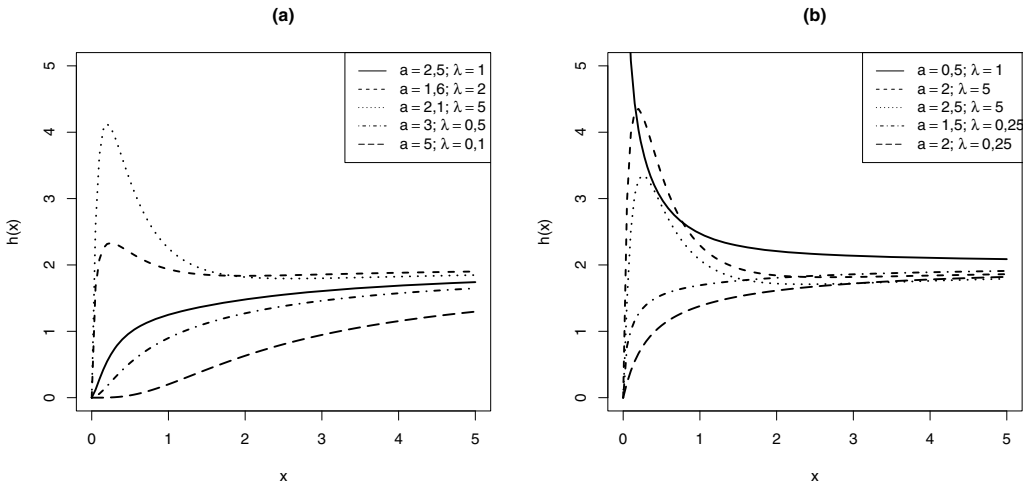 (a)
h(x)
5
4
3
2
1
0
a = 2,5; λ = 1
a = 1,6; λ = 2
a = 2,1; λ = 5
a = 3; λ = 0,5
a = 5; λ = 0,1
0 1 2 3 4 5
x
(b)
h(x)
5
4
3
2
1
0
a = 0,5; λ = 1
a = 2; λ = 5
a = 2,5; λ = 5
a = 1,5; λ = 0,25
a = 2; λ = 0,25
0 1 2 3 4 5
x